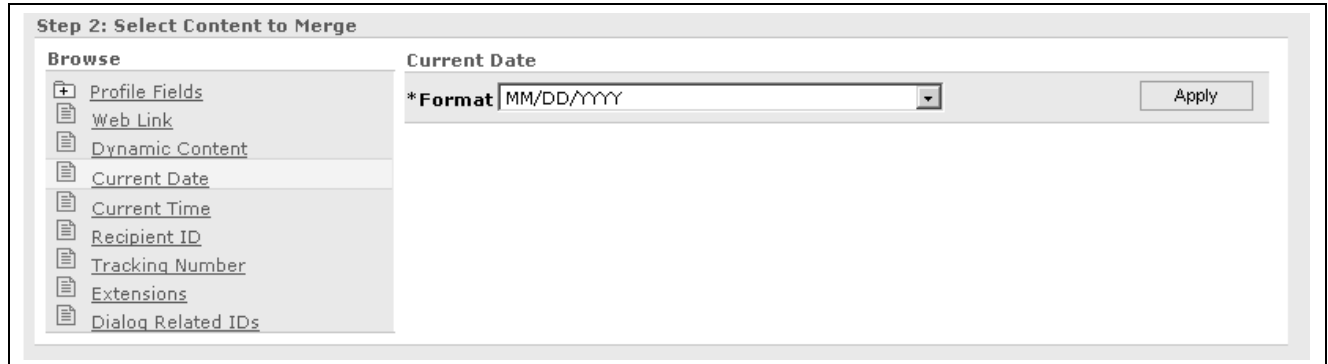 Step 2: Select Content to Merge
Browse
Profile Fields
Web Link
Dynamic Content
Current Date
Current Time
Recipient ID
Tracking Number
Extensions
Dialog Related IDs
Current Date
*Format MM/DD/YYYY
Apply